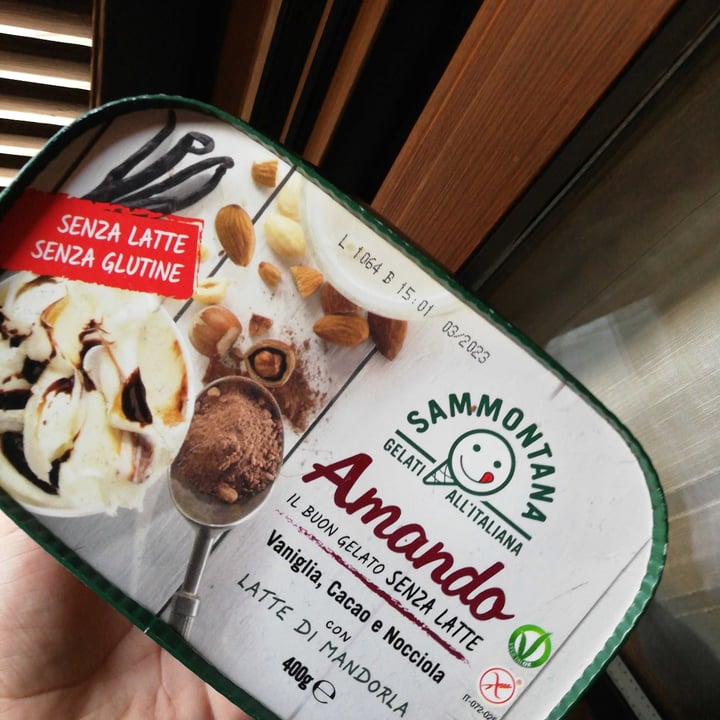 SENZA LATTE
SENZA GLUTINE
L 1064 B 15:01 03/2023
SAMMONTANA
GELATI ALL'ITALIANA
Amando
IL BUON GELATO SENZA LATTE
Vaniglia, Cacao e Nocciola
CON
LATTE DI MANDORLA
400g e